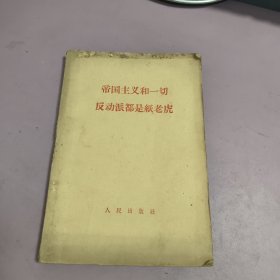 帝国主义和一切
反动派都是紙老虎
人民出版社